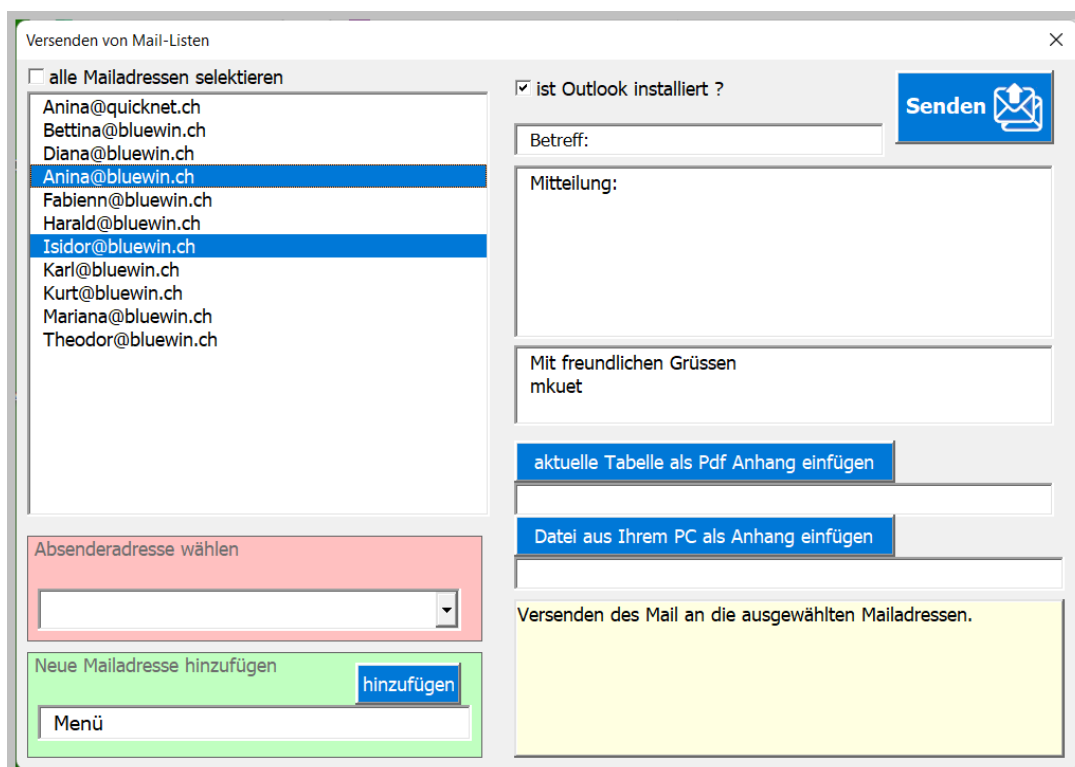 Versenden von Mail-Listen
alle Mailadressen selektieren
Anina@quicknet.ch
Bettina@bluewin.ch
Diana@bluewin.ch
Anina@bluewin.ch
Fabienn@bluewin.ch
Harald@bluewin.ch
Isidor@bluewin.ch
Karl@bluewin.ch
Kurt@bluewin.ch
Mariana@bluewin.ch
Theodor@bluewin.ch
Absenderadresse wählen
Neue Mailadresse hinzufügen
hinzufügen
Menü
ist Outlook installiert ?
Senden
Betreff:
Mitteilung:
Mit freundlichen Grüssen
mkuet
aktuelle Tabelle als Pdf Anhang einfügen
Datei aus Ihrem PC als Anhang einfügen
Versenden des Mail an die ausgewählten Mailadressen.